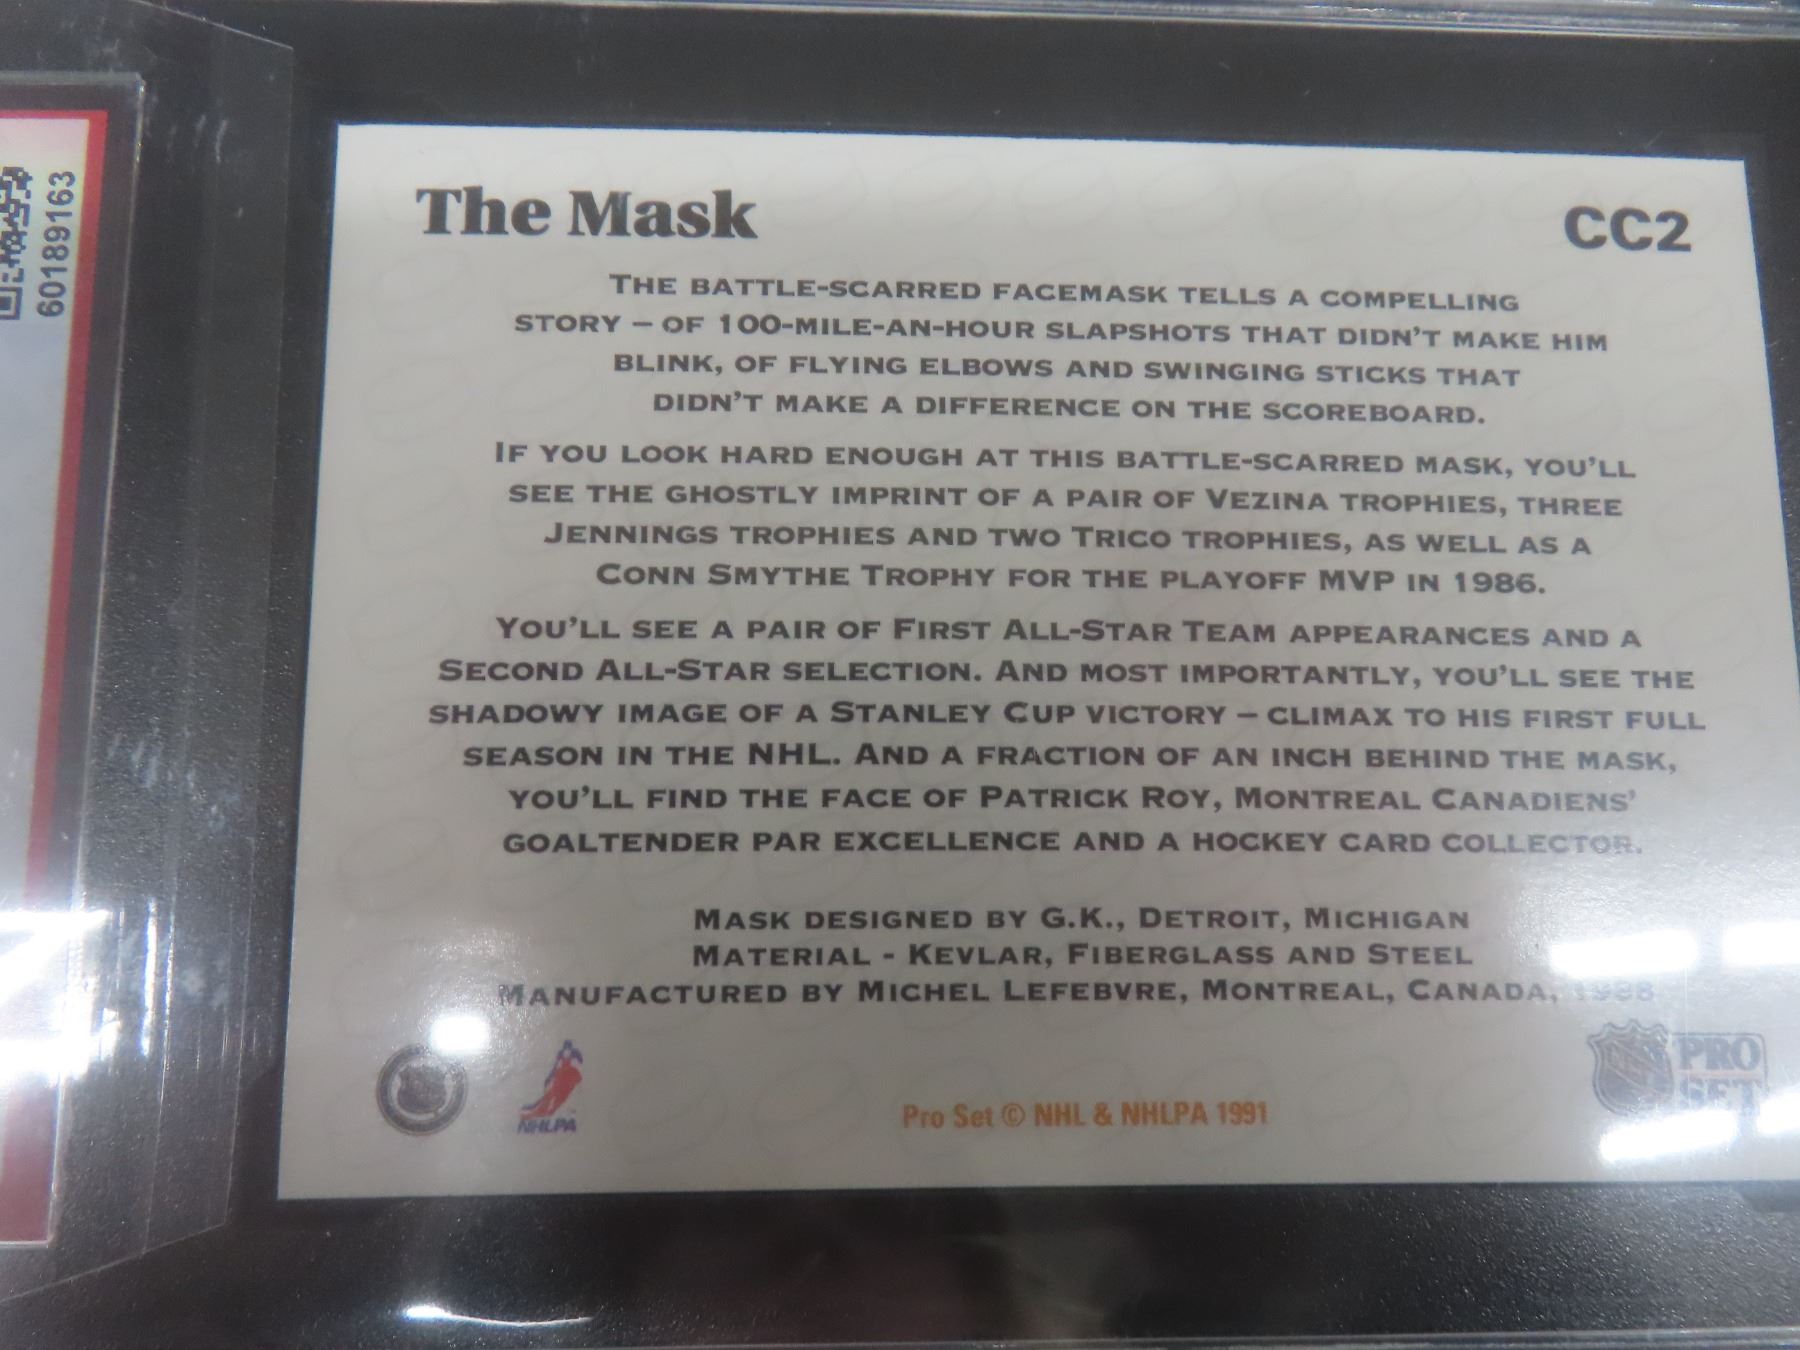 60189163
The Mask
CC2
THE BATTLE-SCARRED FACEMASK TELLS A COMPELLING
STORY – OF 100-MILE-AN-HOUR SLAPSHOTS THAT DIDN'T MAKE HIM
BLINK, OF FLYING ELBOWS AND SWINGING STICKS THAT
DIDN'T MAKE A DIFFERENCE ON THE SCOREBOARD.
IF YOU LOOK HARD ENOUGH AT THIS BATTLE-SCARRED MASK, YOU'LL
SEE THE GHOSTLY IMPRINT OF A PAIR OF VEZINA TROPHIES, THREE
JENNINGS TROPHIES AND TWO TRICO TROPHIES, AS WELL AS A
CONN SMYTHE TROPHY FOR THE PLAYOFF MVP IN 1986.
YOU'LL SEE A PAIR OF FIRST ALL-STAR TEAM APPEARANCES AND A
SECOND ALL-STAR SELECTION. AND MOST IMPORTANTLY, YOU'LL SEE THE
SHADOWY IMAGE OF A STANLEY CUP VICTORY – CLIMAX TO HIS FIRST FULL
SEASON IN THE NHL. AND A FRACTION OF AN INCH BEHIND THE MASK,
YOU'LL FIND THE FACE OF PATRICK ROY, MONTREAL CANADIENS'
GOALTENDER PAR EXCELLENCE AND A HOCKEY CARD COLLECTOR.
MASK DESIGNED BY G.K., DETROIT, MICHIGAN
MATERIAL - KEVLAR, FIBERGLASS AND STEEL
MANUFACTURED BY MICHEL LEFEBVRE, MONTREAL, CANADA,
NHLPA
Pro Set © NHL & NHLPA 1991
PRO
SET